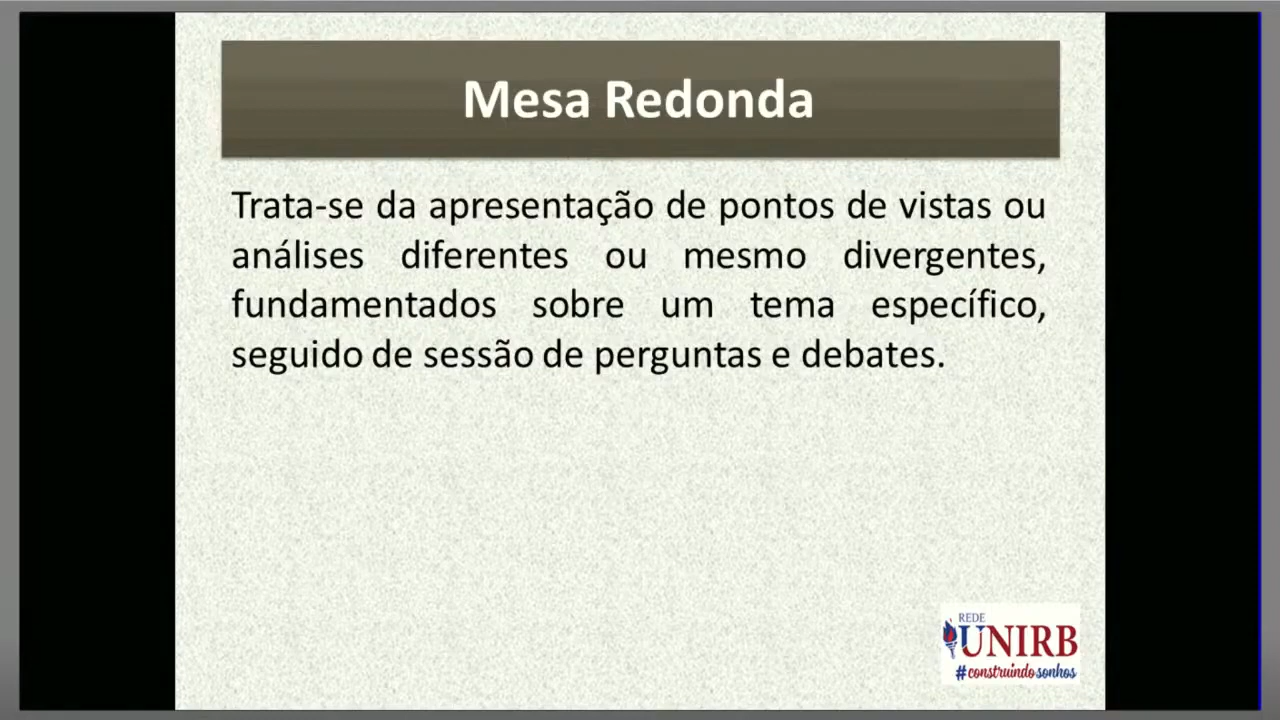 Mesa Redonda
Trata-se da apresentação de pontos de vistas ou
análises diferentes ou mesmo divergentes,
fundamentados sobre um tema específico,
seguido de sessão de perguntas e debates.
REDE
UNIRB
#construindosonhos